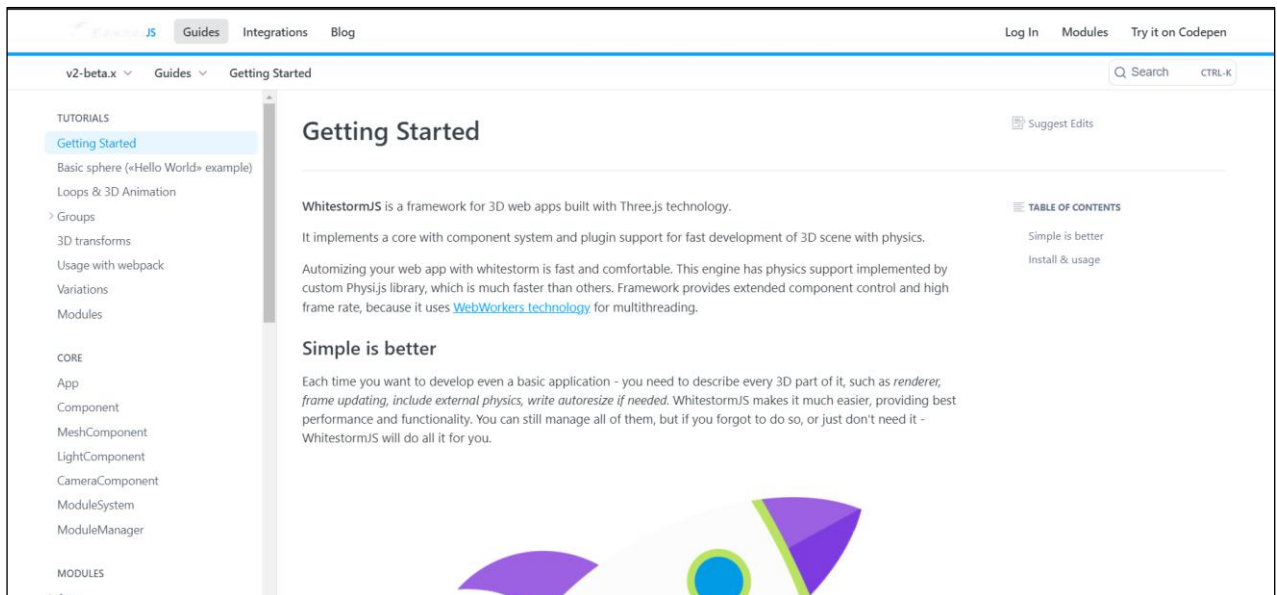 JS Guides Integrations Blog Log In Modules Try it on Codepen
v2-beta.x Guides Getting Started Search CTRL-K
TUTORIALS
Getting Started
Basic sphere («Hello World» example)
Loops & 3D Animation
Groups
3D transforms
Usage with webpack
Variations
Modules
CORE
App
Component
MeshComponent
LightComponent
CameraComponent
ModuleSystem
ModuleManager
MODULES
Getting Started
WhitestormJS is a framework for 3D web apps built with Three.js technology.
It implements a core with component system and plugin support for fast development of 3D scene with physics.
Automizing your web app with whitestorm is fast and comfortable. This engine has physics support implemented by
custom Physi.js library, which is much faster than others. Framework provides extended component control and high
frame rate, because it uses WebWorkers technology for multithreading.
Simple is better
Each time you want to develop even a basic application - you need to describe every 3D part of it, such as renderer,
frame updating, include external physics, write autoresize if needed. WhitestormJS makes it much easier, providing best
performance and functionality. You can still manage all of them, but if you forgot to do so, or just don't need it -
WhitestormJS will do all it for you.
Suggest Edits
TABLE OF CONTENTS
Simple is better
Install & usage